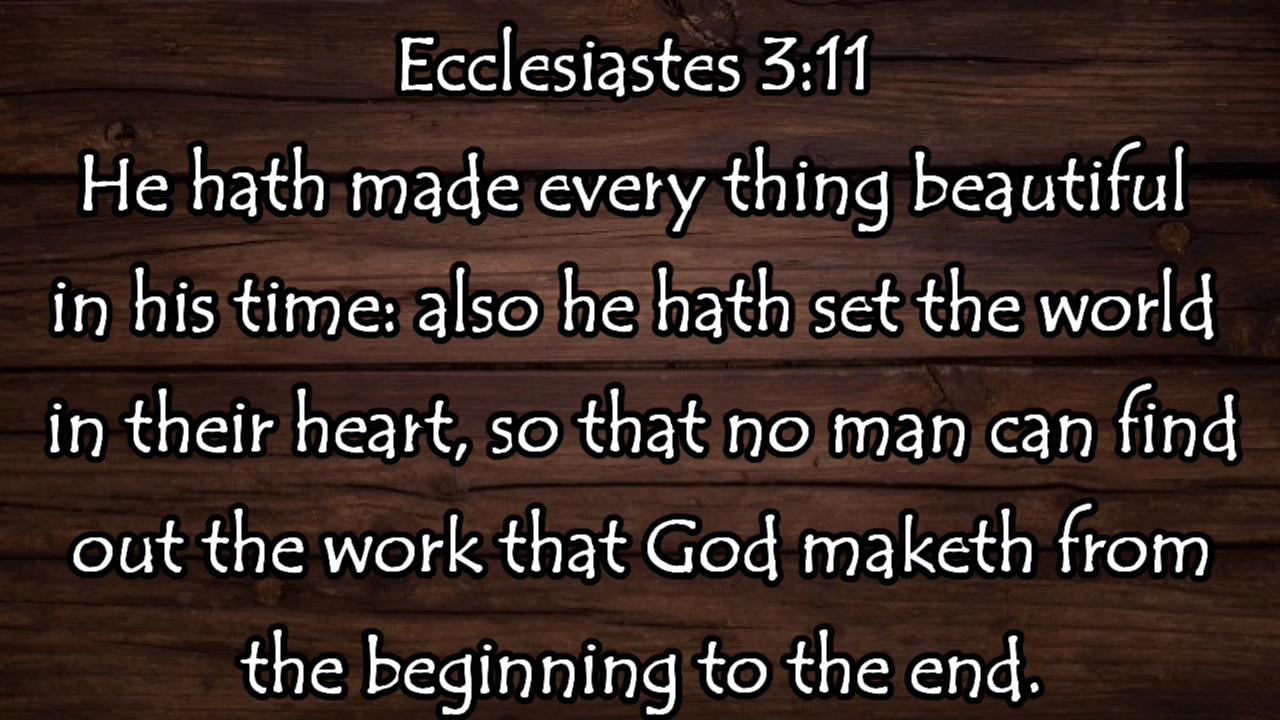 Ecclesiastes 3:11
He hath made every thing beautiful
in his time: also he hath set the world
in their heart, so that no man can find
out the work that God maketh from
the beginning to the end.